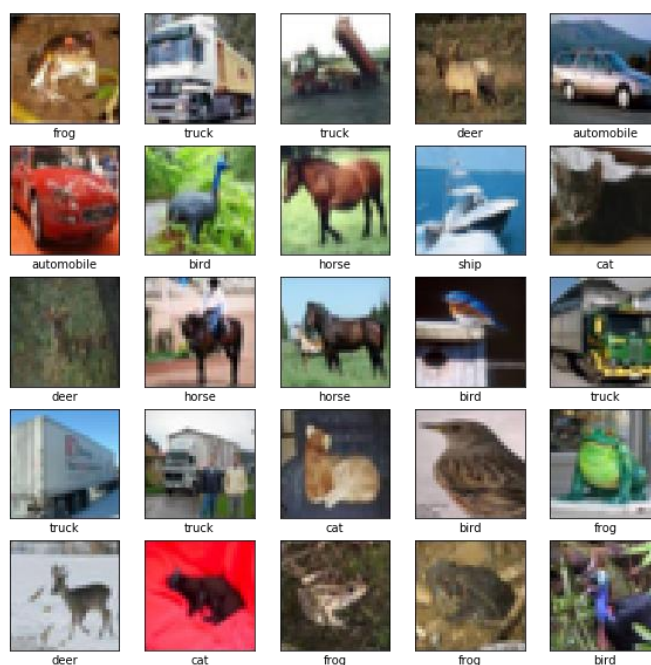 frog truck truck deer automobile
automobile bird horse ship cat
deer horse horse bird truck
truck truck cat bird frog
deer cat frog frog bird